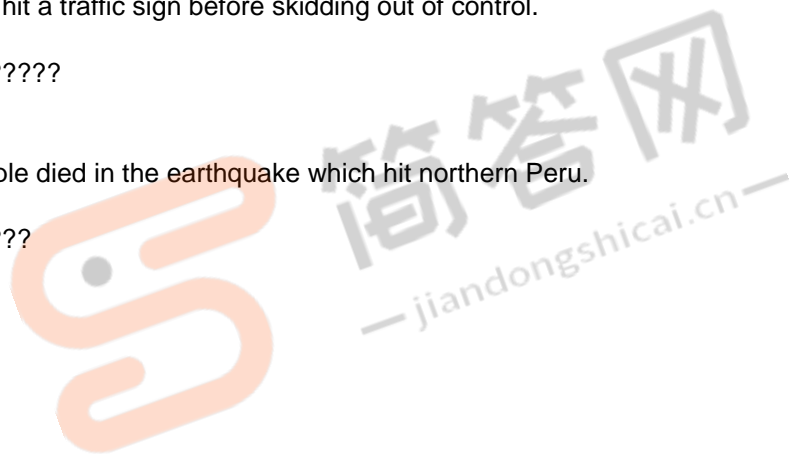 hit a traffic sign before skidding out of control.
?????
ole died in the earthquake which hit northern Peru.
???
简答网
— jiandongshicai.cn —